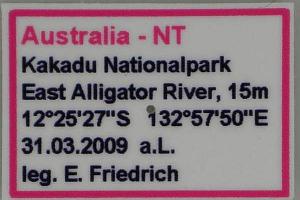 Australia - NT
Kakadu Nationalpark
East Alligator River, 15m
12°25'27"S 132°57'50"E
31.03.2009 a.L.
leg. E. Friedrich